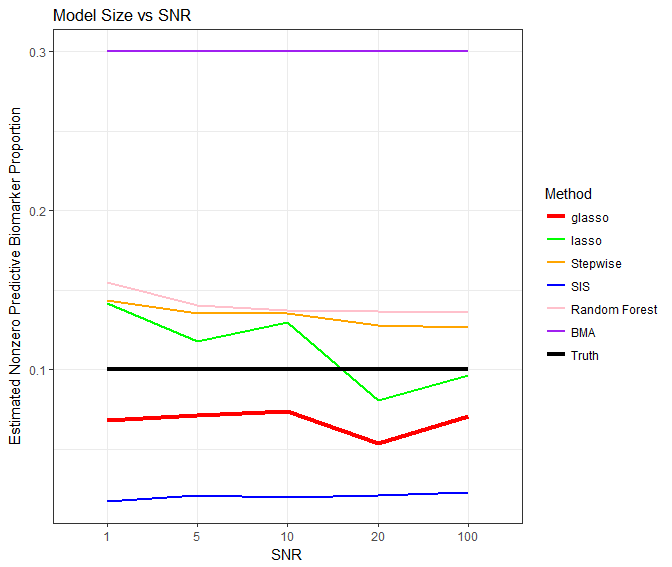 Model Size vs SNR
Estimated Nonzero Predictive Biomarker Proportion
0.3
0.2
0.1
1 5 10 20 100
SNR
Method
glasso
lasso
Stepwise
SIS
Random Forest
BMA
Truth